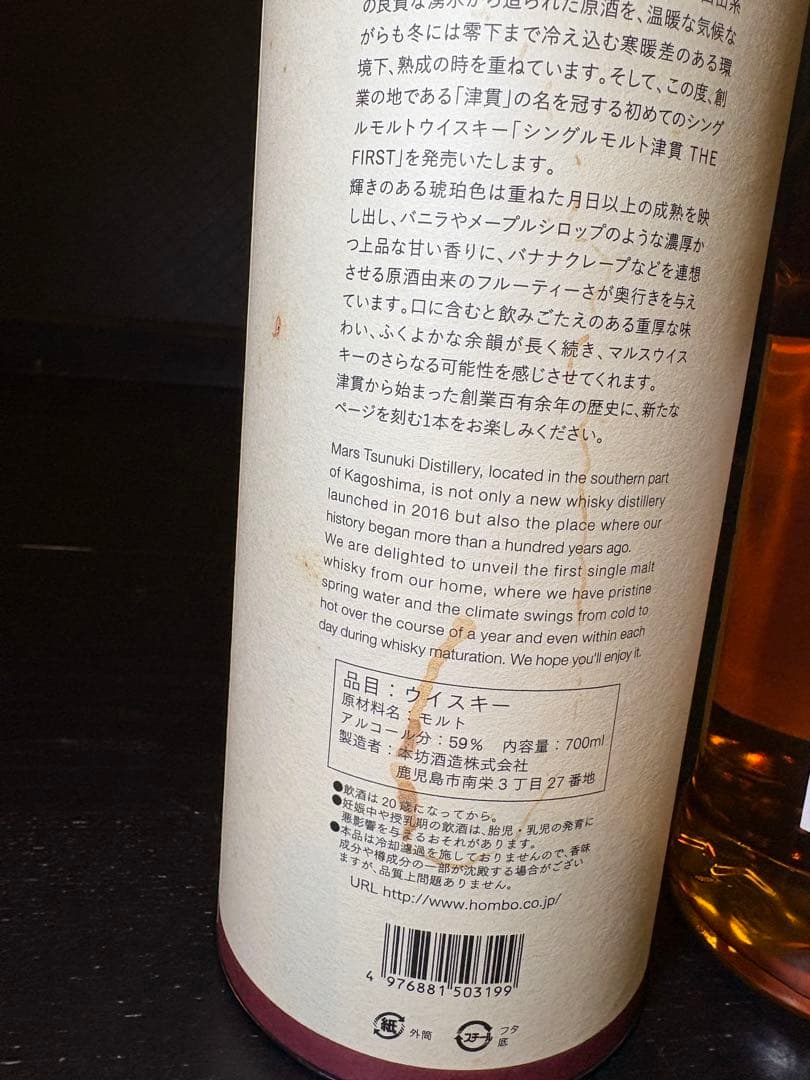 の良質な湧水から造られた原酒を、温暖な気候な
がらも冬には零下まで冷え込む寒暖差のある環
境下、熟成の時を重ねています。そして、この度、創
業の地である「津貫」の名を冠する初めてのシング
ルモルトウイスキー「シングルモルト津貫 THE
FIRST」を発売いたします。
輝きのある琥珀色は重ねた月日以上の成熟を映
し出し、バニラやメープルシロップのような濃厚か
つ上品な甘い香りに、バナナクレープなどを連想
させる原酒由来のフルーティーさが奥行きを与え
ています。口に含むと飲みごたえのある重厚な味
わい、ふくよかな余韻が長く続き、マルスウイス
キーのさらなる可能性を感じさせてくれます。
津貫から始まった創業百有余年の歴史に、新たな
ページを刻む1本をお楽しみください。
Mars Tsunuki Distillery, located in the southern part
of Kagoshima, is not only a new whisky distillery
launched in 2016 but also the place where our
history began more than a hundred years ago.
We are delighted to unveil the first single malt
whisky from our home, where we have pristine
spring water and the climate swings from cold to
hot over the course of a year and even within each
day during whisky maturation. We hope you'll enjoy it.
品目：ウイスキー
原材料名：モルト
アルコール分：59% 内容量：700ml
製造者：本坊酒造株式会社
鹿児島市南栄3丁目27番地
●飲酒は20歳になってから。
●妊娠中や授乳期の飲酒は、胎児・乳児の発育に
悪影響を与えるおそれがあります。
●本品は冷却濾過を施しておりませんので、香味
成分や樽成分の一部が沈殿する場合がござい
ますが、品質上問題ありません。
URL http://www.hombo.co.jp/
4 976881 503199
紙 外筒 スチール フタ
底